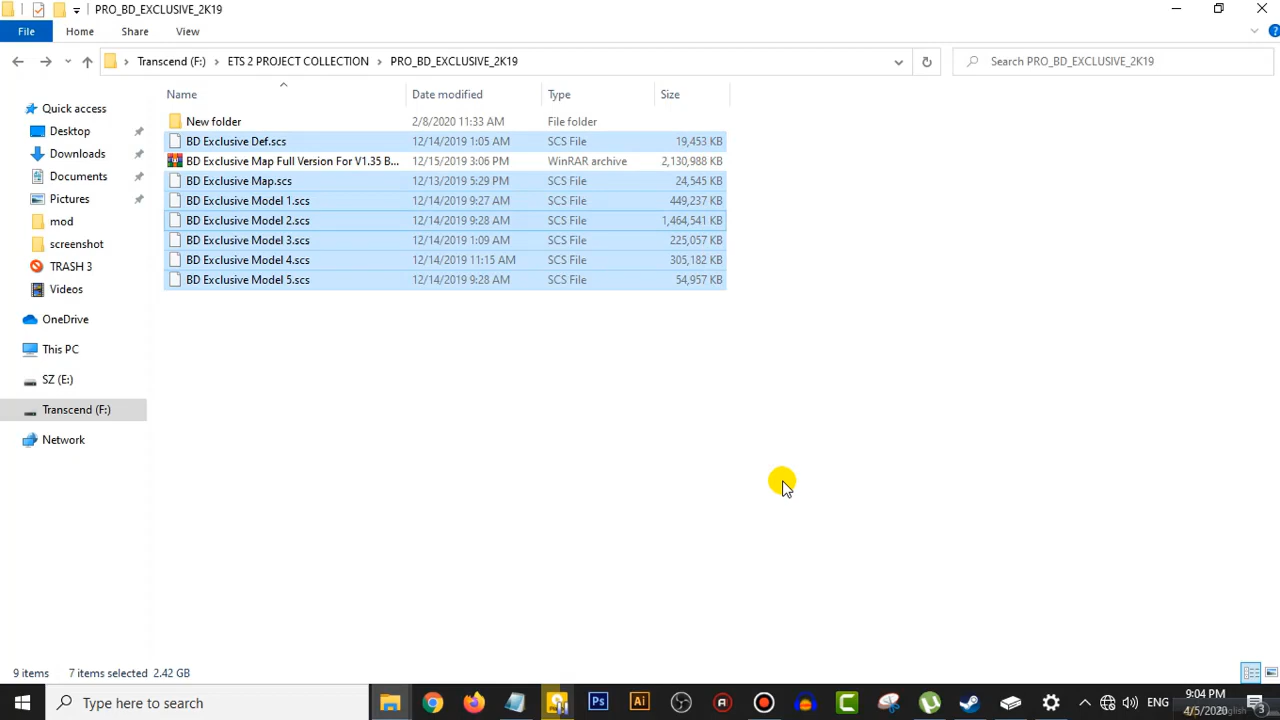 PRO_BD_EXCLUSIVE_2K19
File Home Share View
Transcend (F:) ETS 2 PROJECT COLLECTION PRO_BD_EXCLUSIVE_2K19
Search PRO_BD_EXCLUSIVE_2K19
Name Date modified Type Size
New folder 2/8/2020 11:33 AM File folder
BD Exclusive Def.scs 12/14/2019 1:05 AM SCS File 19,453 KB
BD Exclusive Map Full Version For V1.35 B... 12/15/2019 3:06 PM WinRAR archive 2,130,988 KB
BD Exclusive Map.scs 12/13/2019 5:29 PM SCS File 24,545 KB
BD Exclusive Model 1.scs 12/14/2019 9:27 AM SCS File 449,237 KB
BD Exclusive Model 2.scs 12/14/2019 9:28 AM SCS File 1,464,541 KB
BD Exclusive Model 3.scs 12/14/2019 1:09 AM SCS File 225,057 KB
BD Exclusive Model 4.scs 12/14/2019 11:15 AM SCS File 305,182 KB
BD Exclusive Model 5.scs 12/14/2019 9:28 AM SCS File 54,957 KB
Quick access
Desktop
Downloads
Documents
Pictures
mod
screenshot
TRASH 3
Videos
OneDrive
This PC
SZ (E:)
Transcend (F:)
Network
9 items 7 items selected 2.42 GB
Type here to search
Ps
Ai
ENG
9:04 PM
4/5/2020
English
3